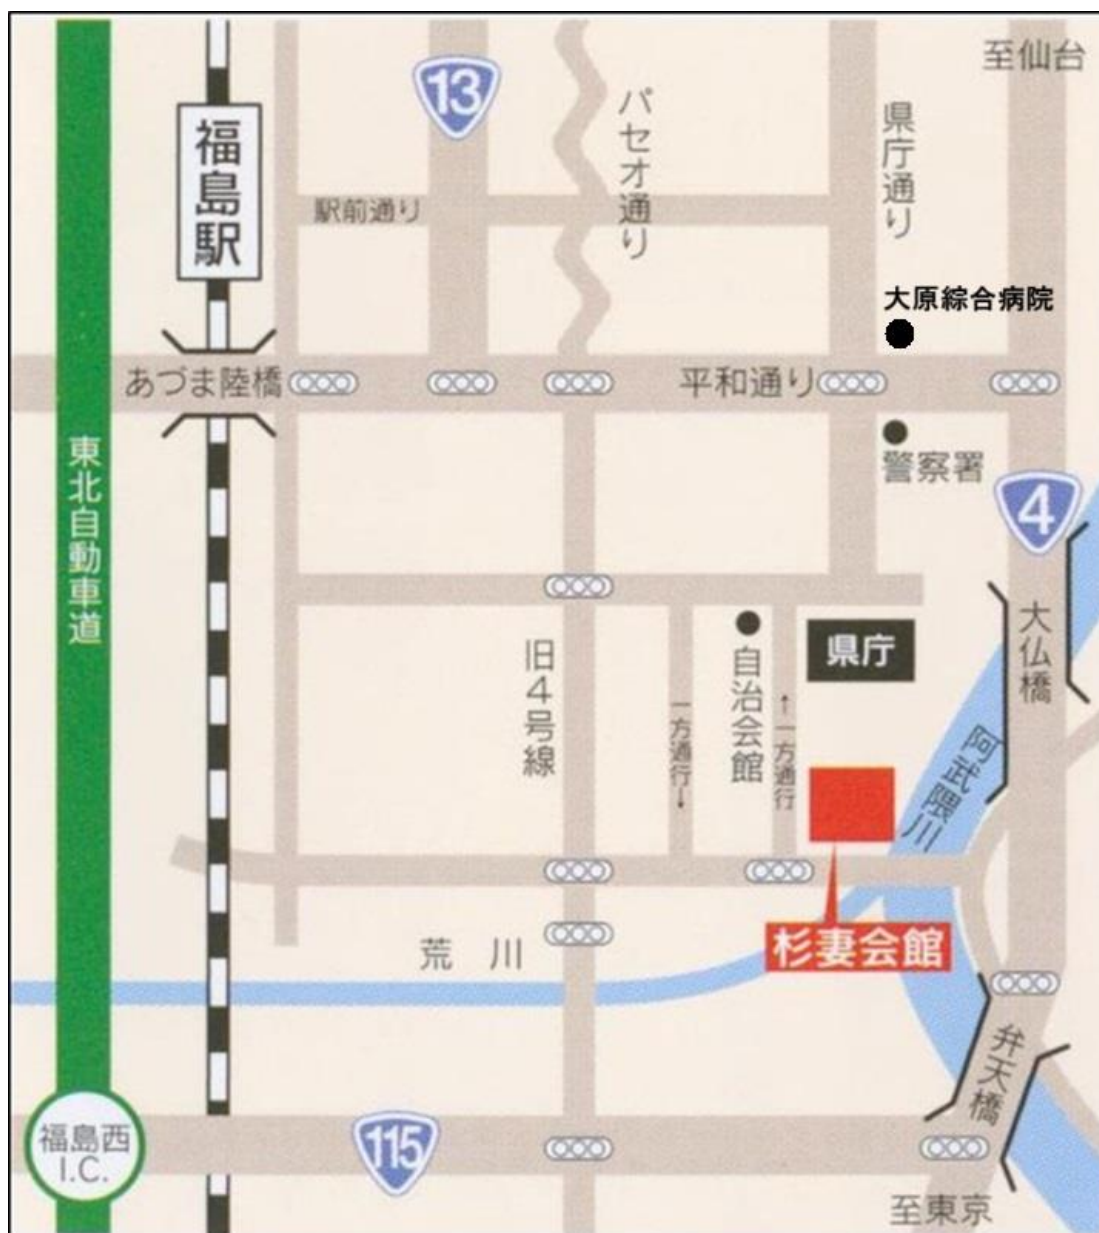 至仙台
13
パセオ通り
県庁通り
福島駅
駅前通り
大原綜合病院
あづま陸橋
平和通り
東北自動車道
警察署
4
大仏橋
県庁
旧4号線
自治会館
一方通行→
←一方通行
阿武隈川
荒川
杉妻会館
弁天橋
福島西
I.C.
115
至東京